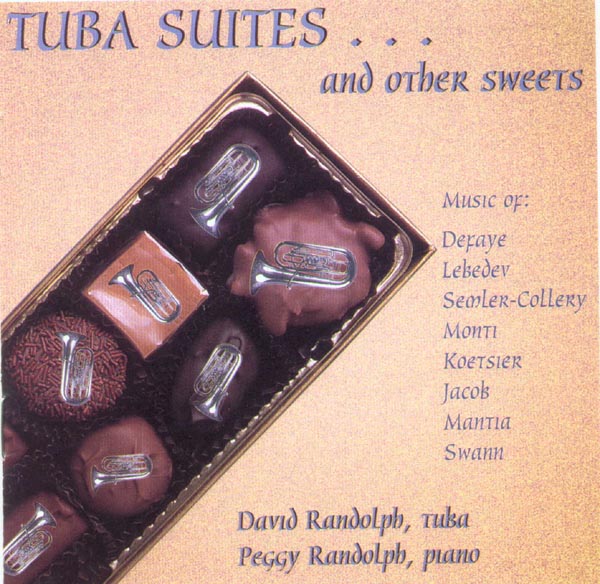 TUBA SUITES . . .
and other sweets
Music of:
Defaye
Lebedev
Semler-Collery
Monti
Koetsier
Jacob
Mantia
Swann
David Randolph, tuba
Peggy Randolph, piano